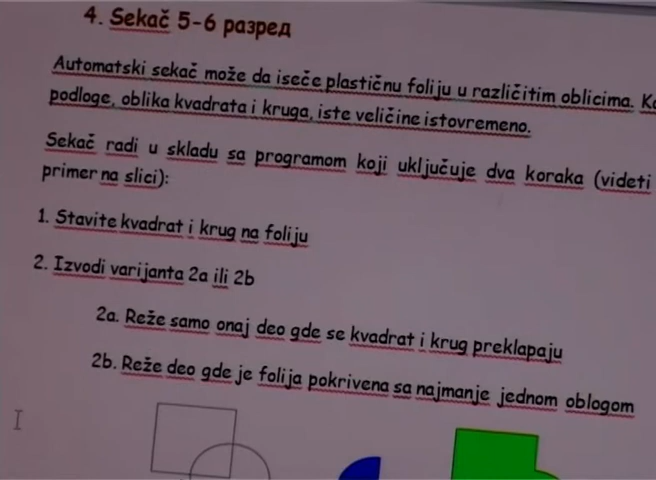 4. Sekač 5-6 разред
Automatski sekač može da iseče plastičnu foliju u različitim oblicima.
podloge, oblika kvadrata i kruga, iste veličine istovremeno.
Sekač radi u skladu sa programom koji uključuje dva koraka (videti
primer na slici):
1. Stavite kvadrat i krug na foliju
2. Izvodi varijanta 2a ili 2b
2a. Reže samo onaj deo gde se kvadrat i krug preklapaju
2b. Reže deo gde je folija pokrivena sa najmanje jednom oblogom